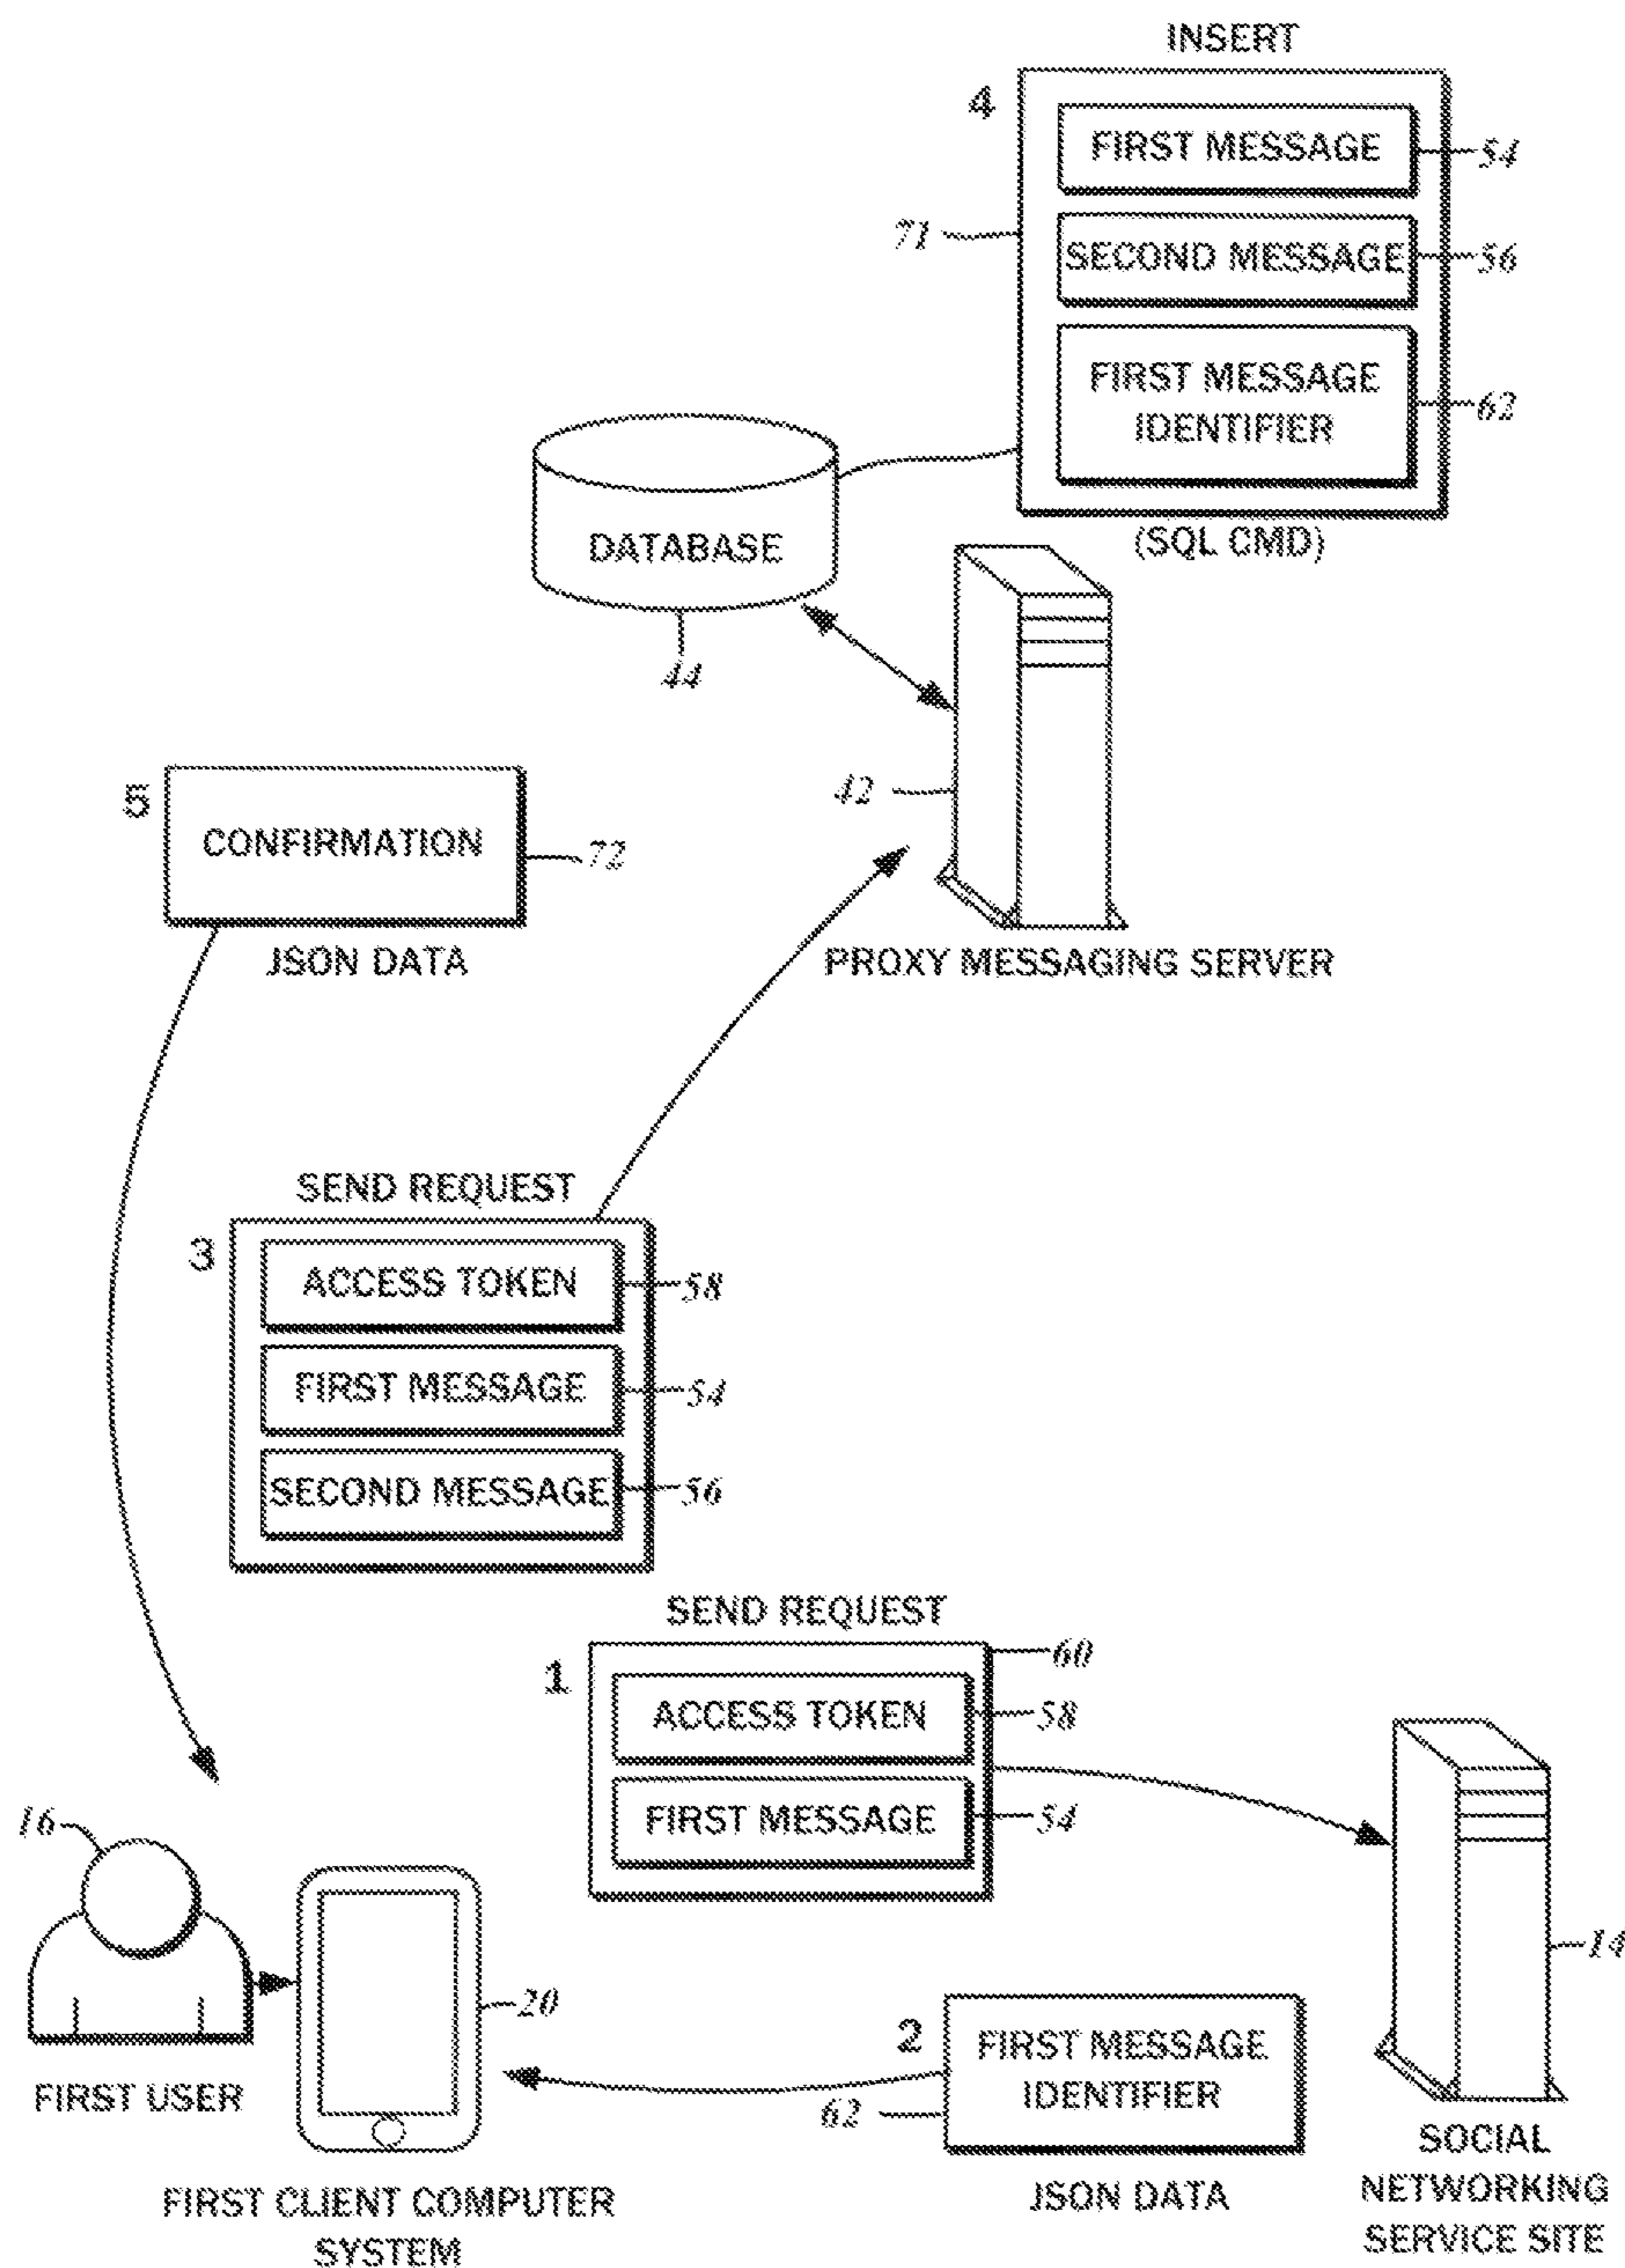 INSERT
4
FIRST MESSAGE
54
71
SECOND MESSAGE
56
FIRST MESSAGE
IDENTIFIER
62
(SQL CMD)
DATABASE
44
42
PROXY MESSAGING SERVER
5
CONFIRMATION
72
JSON DATA
SEND REQUEST
3
ACCESS TOKEN
58
FIRST MESSAGE
54
SECOND MESSAGE
56
SEND REQUEST
60
1
ACCESS TOKEN
58
FIRST MESSAGE
54
16
14
20
FIRST USER
FIRST CLIENT COMPUTER
SYSTEM
2
FIRST MESSAGE
IDENTIFIER
62
JSON DATA
SOCIAL
NETWORKING
SERVICE SITE